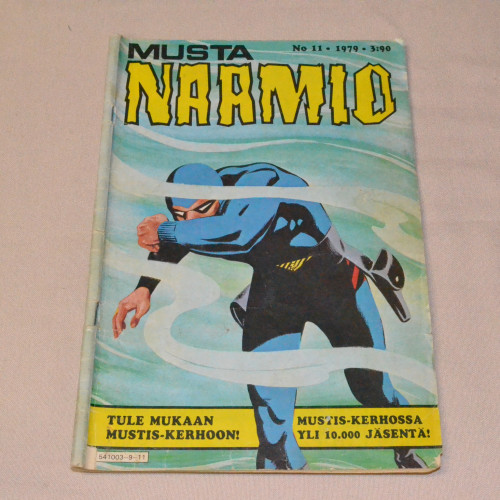 MUSTA
No 11 • 1979 • 3:90
NAAMIO
TULE MUKAAN
MUSTIS-KERHOON!
MUSTIS-KERHOSSA
YLI 10.000 JÄSENTÄ!
541003-9-11